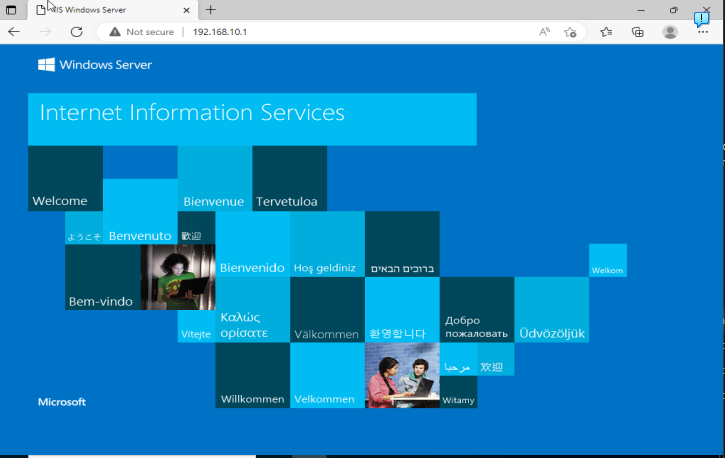 IIS Windows Server
Not secure
192.168.10.1
Windows Server
Internet Information Services
Welcome
Bienvenue
Tervetuloa
ようこそ
Benvenuto
歡迎
Bienvenido
Hoş geldiniz
ברוכים הבאים
Welkom
Bem-vindo
Vítejte
Καλώς
ορίσατε
Välkommen
환영합니다
Добро
пожаловать
Üdvözöljük
Willkommen
Velkommen
مرحبا
欢迎
Witamy
Microsoft